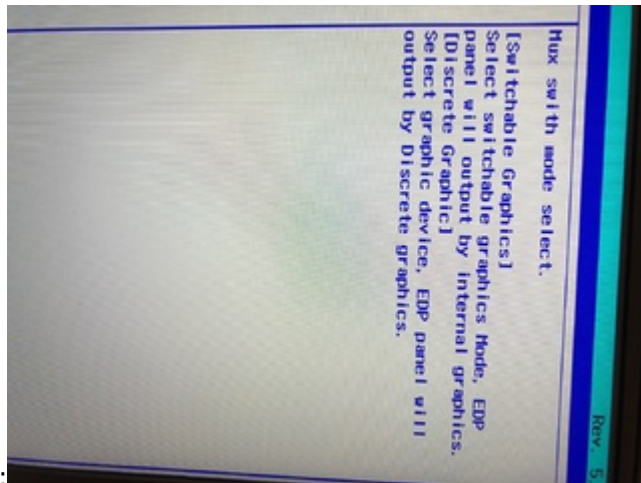 Rev. 5
Mux swith mode select.
[Switchable Graphics]
Select switchable graphics Mode, EDP
panel will output by internal graphics.
[Discrete Graphic]
Select graphic device, EDP panel will
output by Discrete graphics.